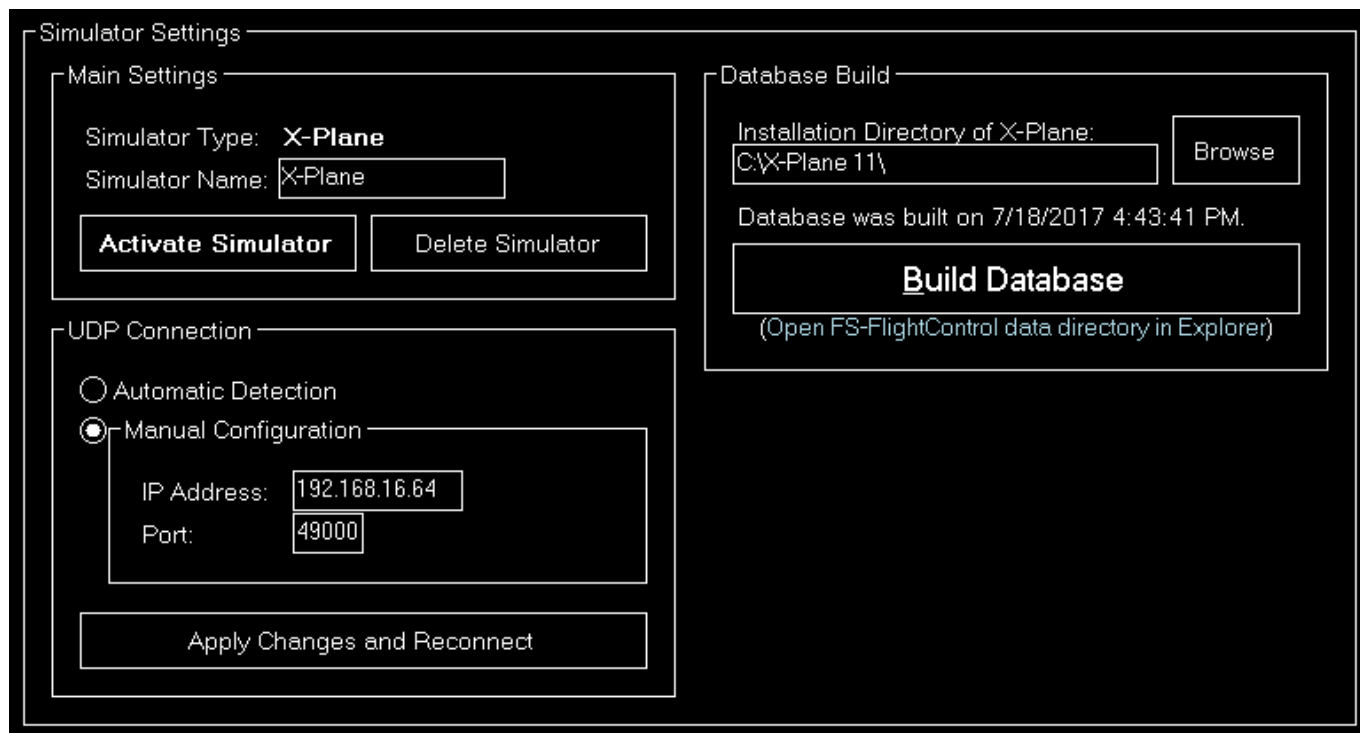 Simulator Settings
Main Settings
Simulator Type: X-Plane
Simulator Name: X-Plane
Activate Simulator
Delete Simulator
UDP Connection
Automatic Detection
Manual Configuration
IP Address: 192.168.16.64
Port: 49000
Apply Changes and Reconnect
Database Build
Installation Directory of X-Plane:
C:\X-Plane 11\
Browse
Database was built on 7/18/2017 4:43:41 PM.
Build Database
(Open FS-FlightControl data directory in Explorer)